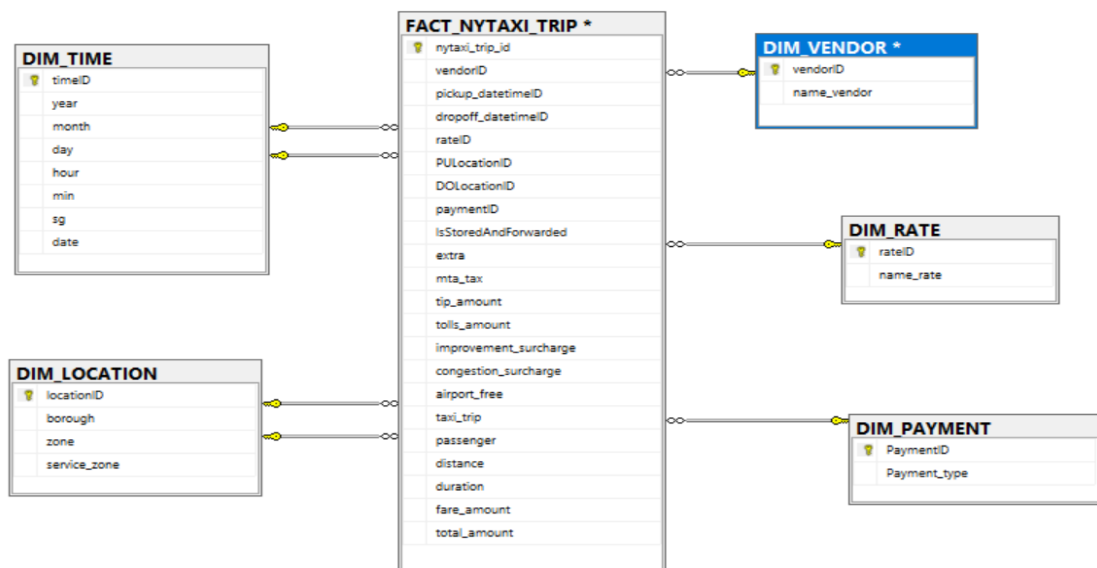 DIM_TIME
timeID
year
month
day
hour
min
sg
date
DIM_LOCATION
locationID
borough
zone
service_zone
FACT_NYTAXI_TRIP *
nytaxi_trip_id
vendorID
pickup_datetimeID
dropoff_datetimeID
rateID
PULocationID
DOLocationID
paymentID
IsStoredAndForwarded
extra
mta_tax
tip_amount
tolls_amount
improvement_surcharge
congestion_surcharge
airport_free
taxi_trip
passenger
distance
duration
fare_amount
total_amount
DIM_VENDOR *
vendorID
name_vendor
DIM_RATE
rateID
name_rate
DIM_PAYMENT
PaymentID
Payment_type